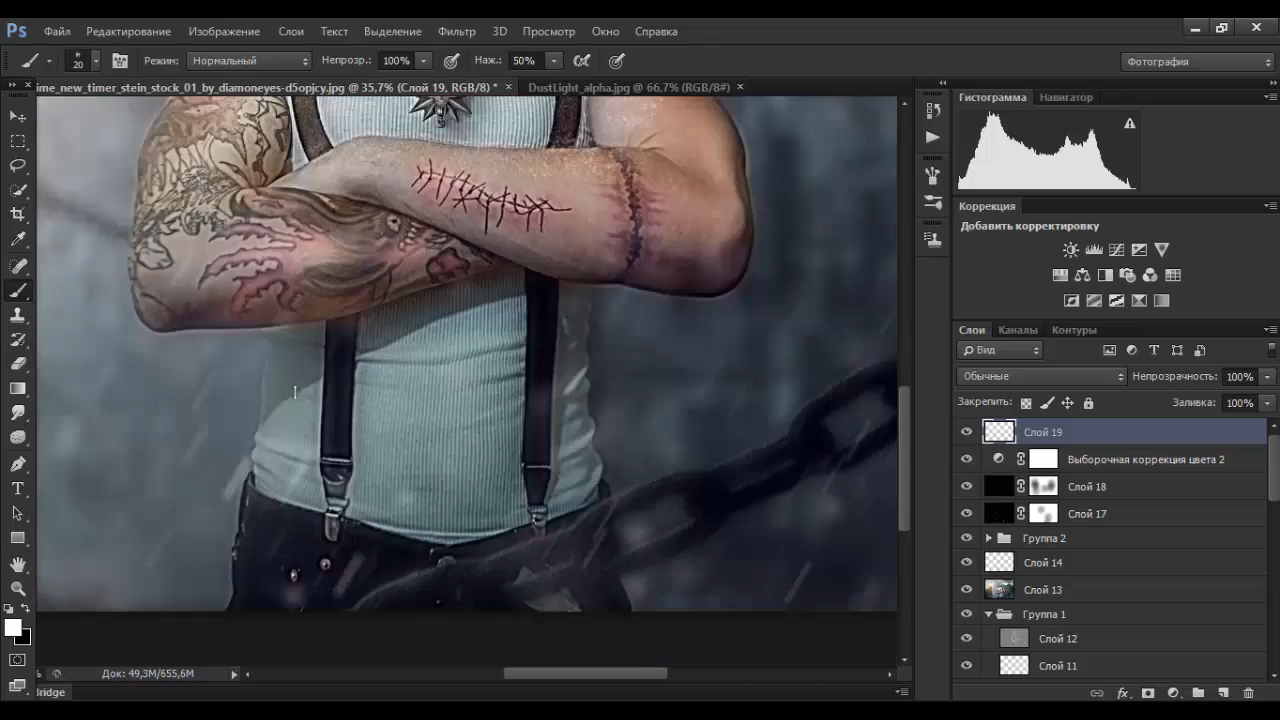 Ps Файл Редактирование Изображение Слои Текст Выделение Фильтр 3D Просмотр Окно Справка
20 Режим: Нормальный Непрозр.: 100% Наж.: 50% Фотография
ime_new_timer_stein_stock_01_by_diamoneyes-d5opjcy.jpg @ 35,7% (Слой 19, RGB/8) * × DustLight_alpha.jpg @ 66,7% (RGB/8#) ×
Гистограмма Навигатор
Коррекция
Добавить корректировку
Слои Каналы Контуры
Вид
Обычные Непрозрачность: 100%
Закрепить: Заливка: 100%
Слой 19
Выборочная коррекция цвета 2
Слой 18
Слой 17
Группа 2
Слой 14
Слой 13
Группа 1
Слой 12
Слой 11
Док: 49,3M/655,6M
Bridge